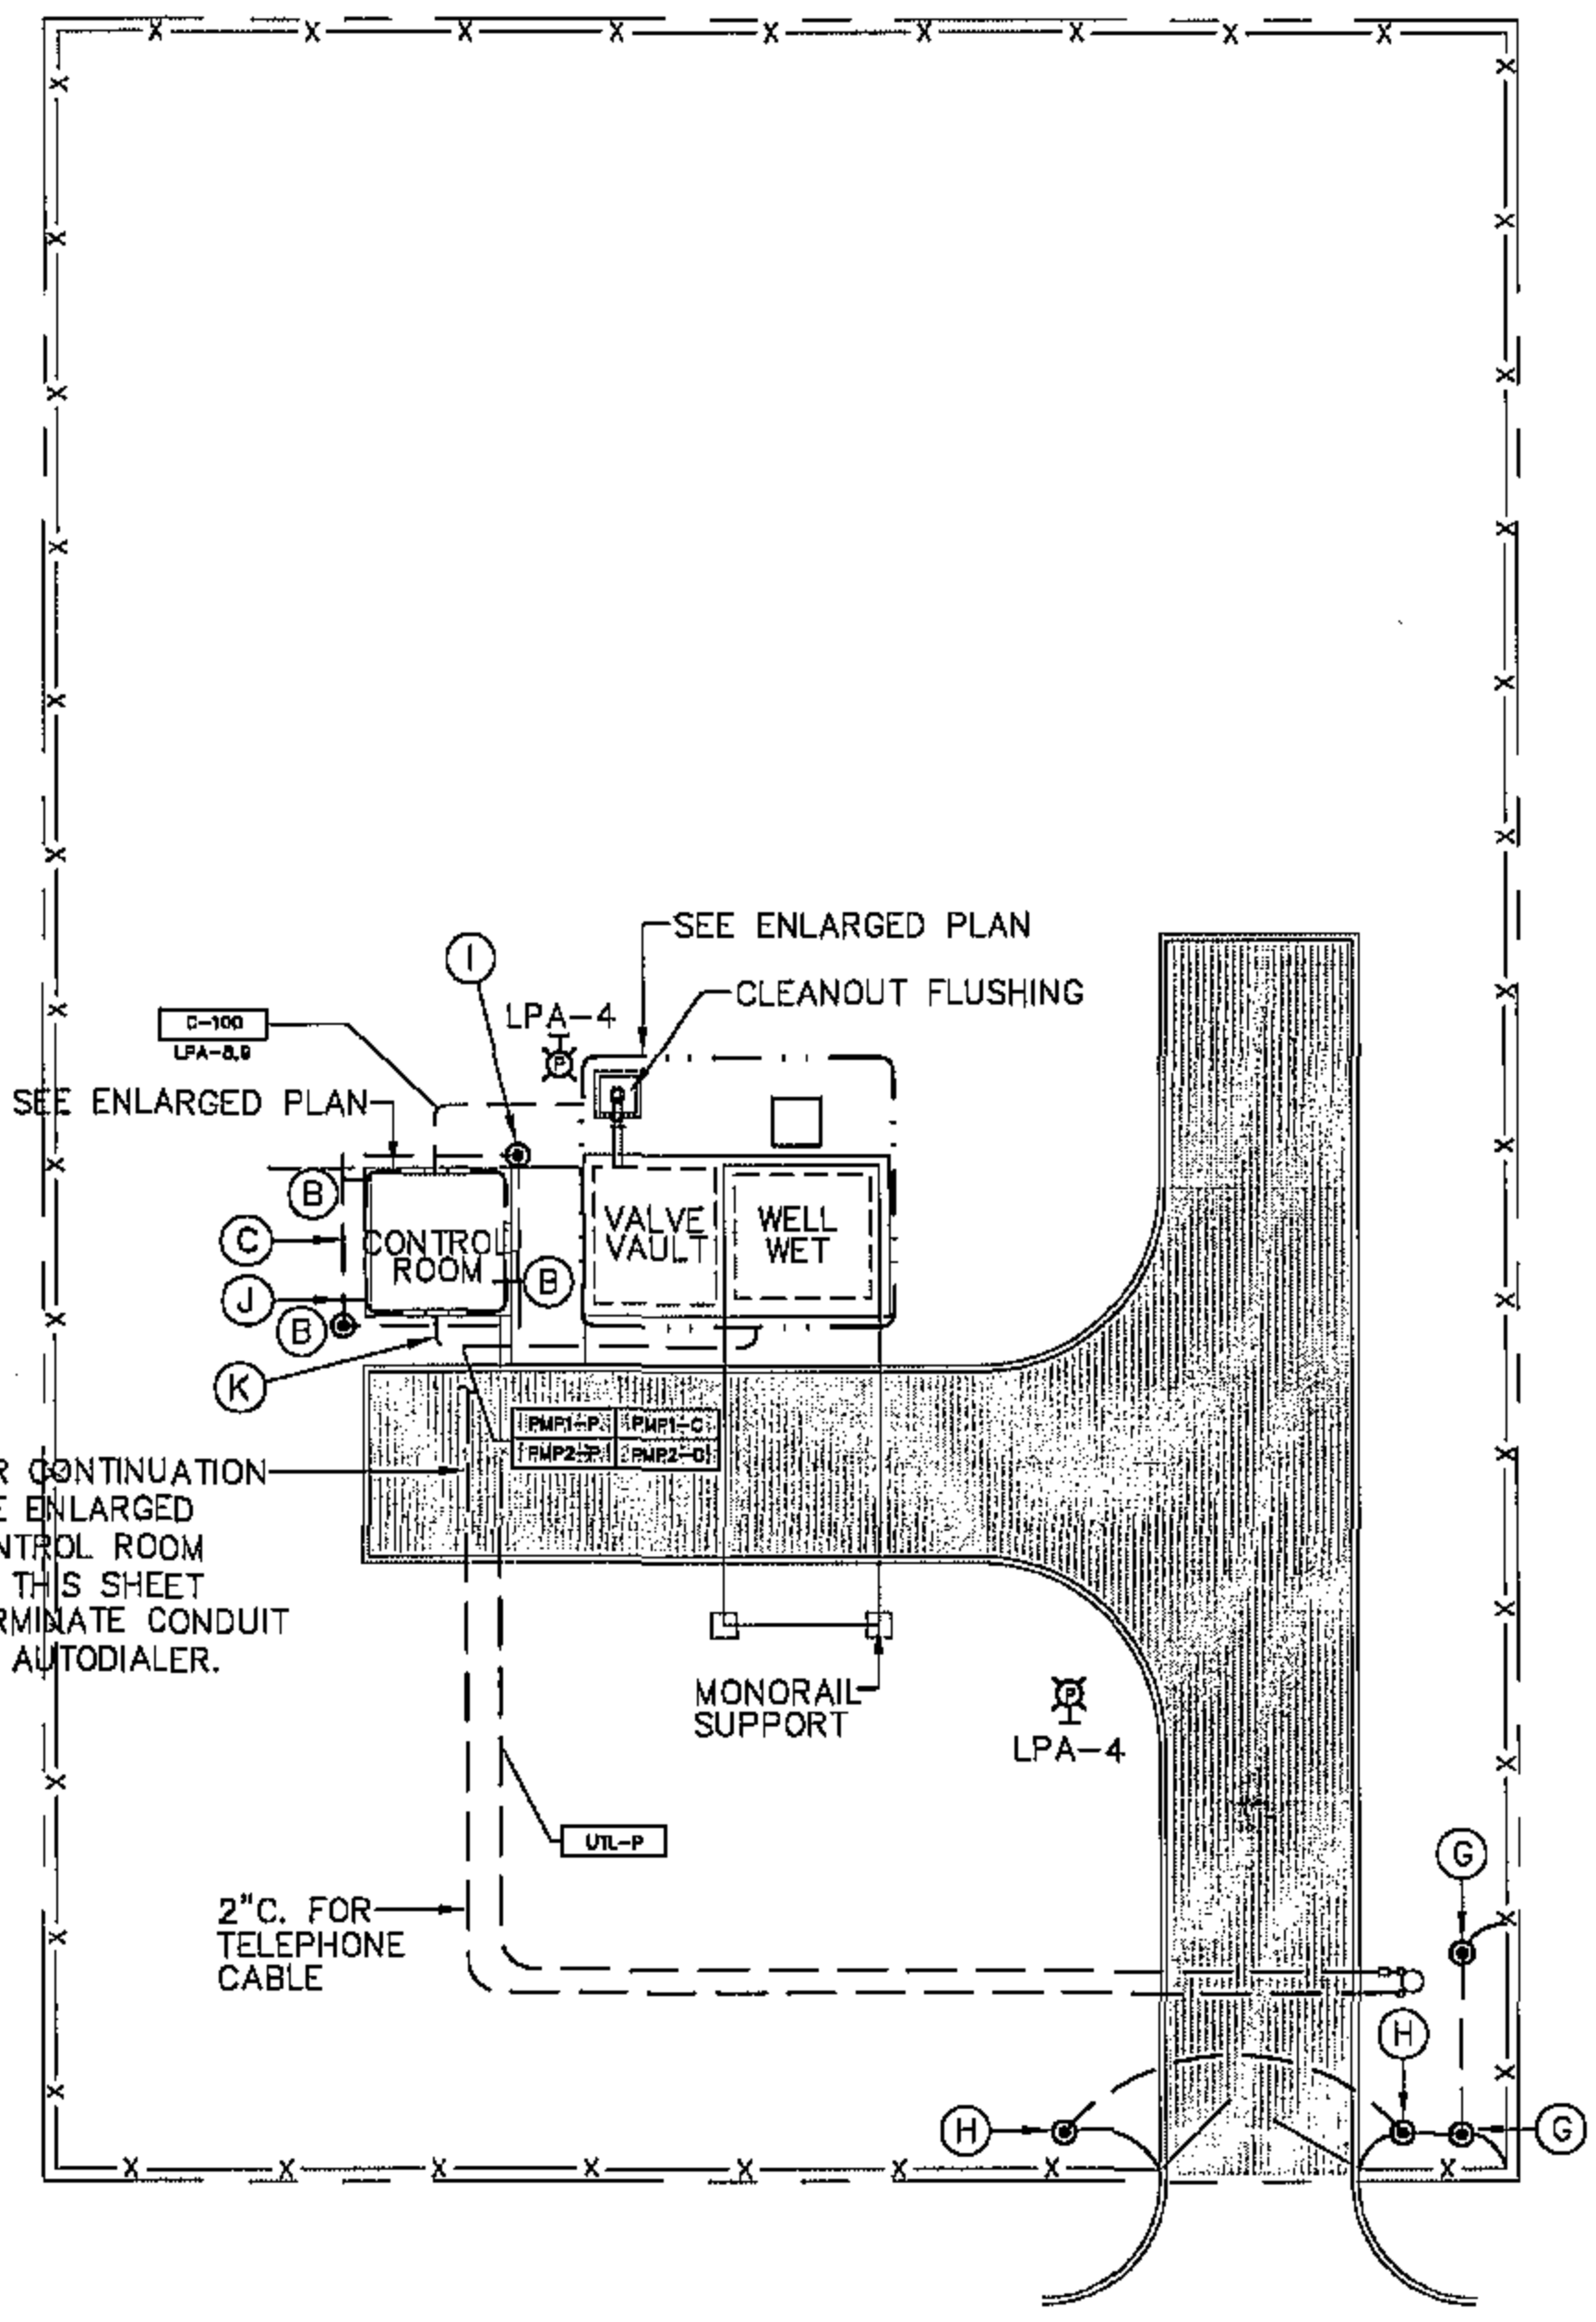 SEE ENLARGED PLAN
I
CLEANOUT FLUSHING
LPA-4
C-100
LPA-8,9
P
SEE ENLARGED PLAN
B
C
VALVE
VAULT
WELL
WET
CONTROL
ROOM
B
J
B
K
PMP1-P PMP1-C
PMP2-P PMP2-C
R CONTINUATION
E ENLARGED
NTROL ROOM
THIS SHEET
RMINATE CONDUIT
AUTODIALER.
MONORAIL
SUPPORT
P
LPA-4
UTL-P
G
2"C. FOR
TELEPHONE
CABLE
H
H
G